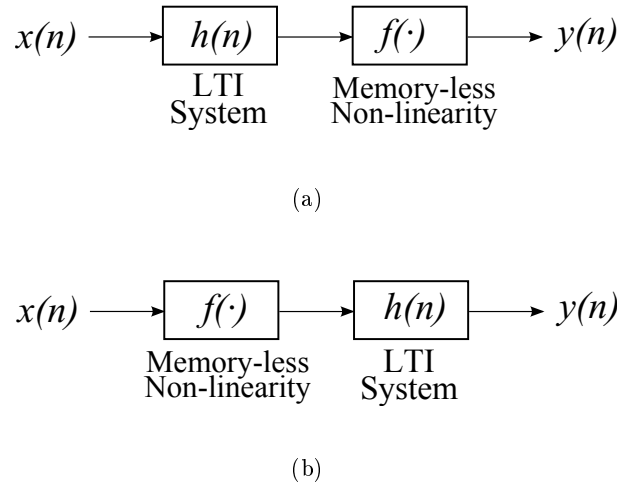 x(n) h(n) f(·) y(n)
LTI Memory-less
System Non-linearity
(a)
x(n) f(·) h(n) y(n)
Memory-less LTI
Non-linearity System
(b)